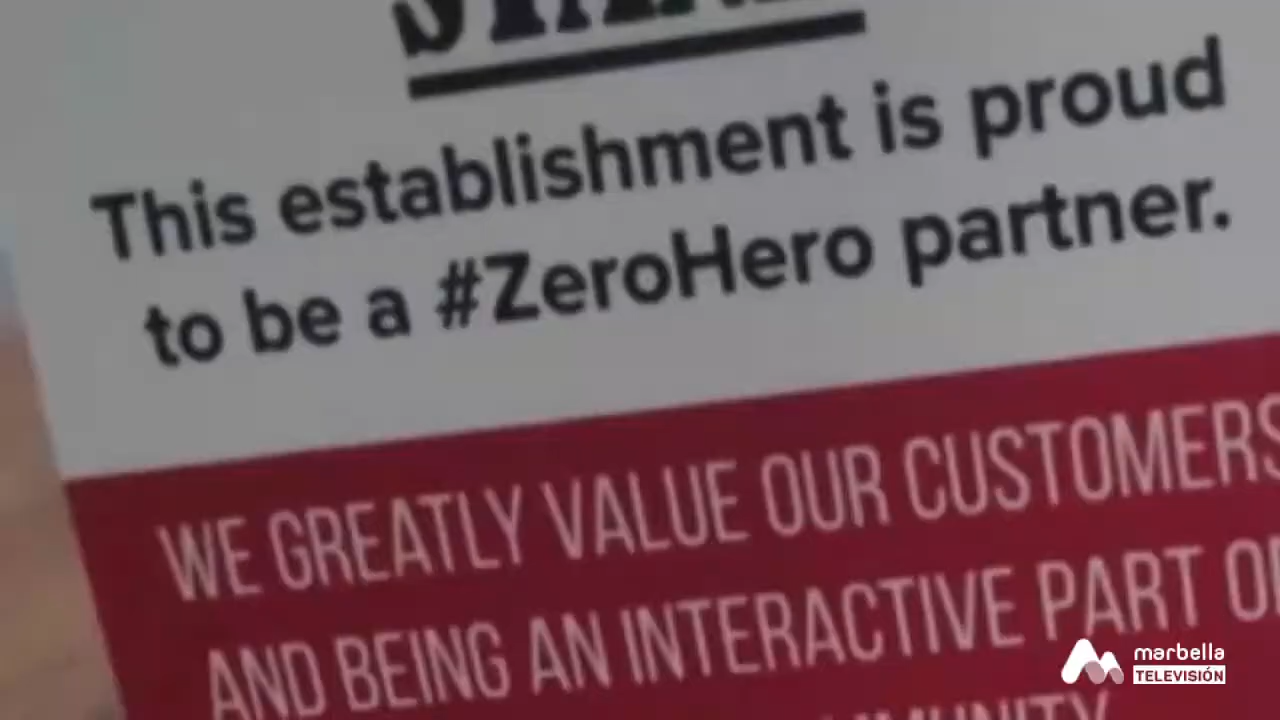 This establishment is proud
to be a #ZeroHero partner.
WE GREATLY VALUE OUR CUSTOMERS
AND BEING AN INTERACTIVE PART
marbella
TELEVISIÓN